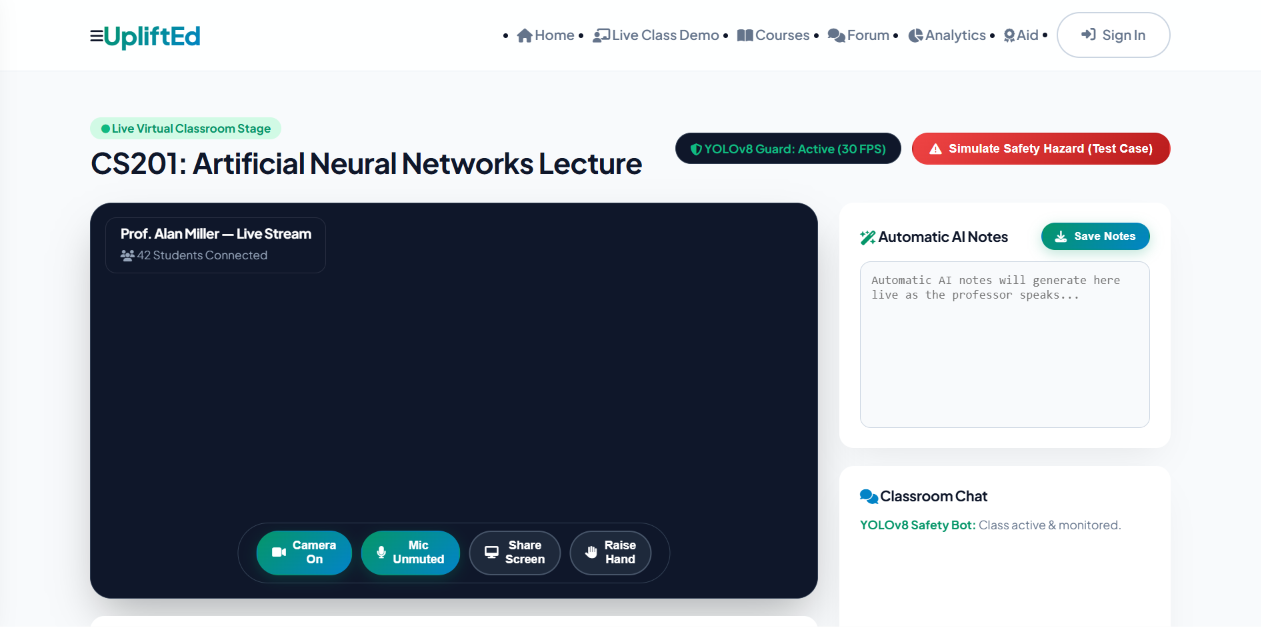 UpliftEd
Home
Live Class Demo
Courses
Forum
Analytics
Aid
Sign In
Live Virtual Classroom Stage
CS201: Artificial Neural Networks Lecture
YOLOv8 Guard: Active (30 FPS)
Simulate Safety Hazard (Test Case)
Prof. Alan Miller — Live Stream
42 Students Connected
Camera
On
Mic
Unmuted
Share
Screen
Raise
Hand
Automatic AI Notes
Save Notes
Automatic AI notes will generate here
live as the professor speaks...
Classroom Chat
YOLOv8 Safety Bot: Class active & monitored.